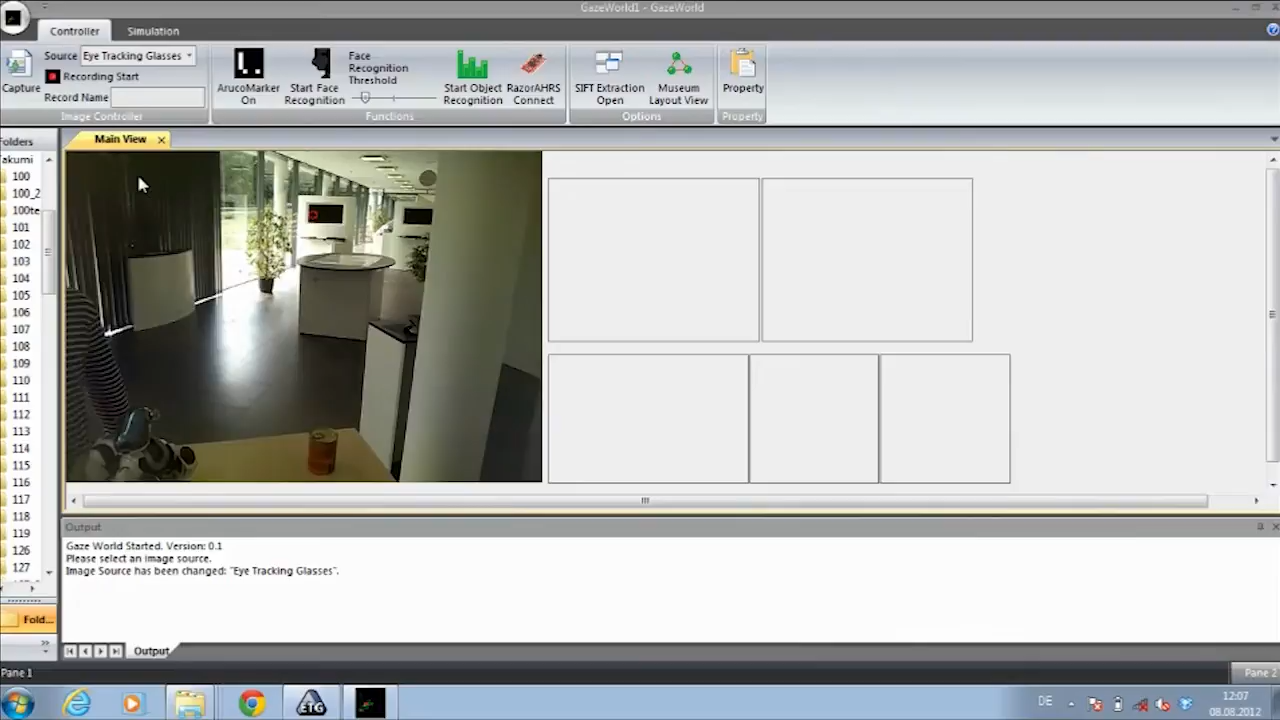 GazeWorld1 - GazeWorld
Controller
Simulation
Capture
Source
Eye Tracking Glasses
Recording Start
Record Name
Image Controller
ArucoMarker
On
Start Face
Recognition
Face
Recognition
Threshold
Start Object
Recognition
RazorAHRS
Connect
Functions
SIFT Extraction
Open
Museum
Layout View
Options
Property
Property
Folders
akumi
100
100_2
100te
101
102
103
104
105
106
107
108
109
110
111
112
113
114
115
116
117
118
119
126
127
Fold...
Main View
Output
Gaze World Started. Version: 0.1
Please select an image source.
Image Source has been changed: "Eye Tracking Glasses".
Output
Pane 1
Pane 2
ETG
DE
12:07
08.08.2012